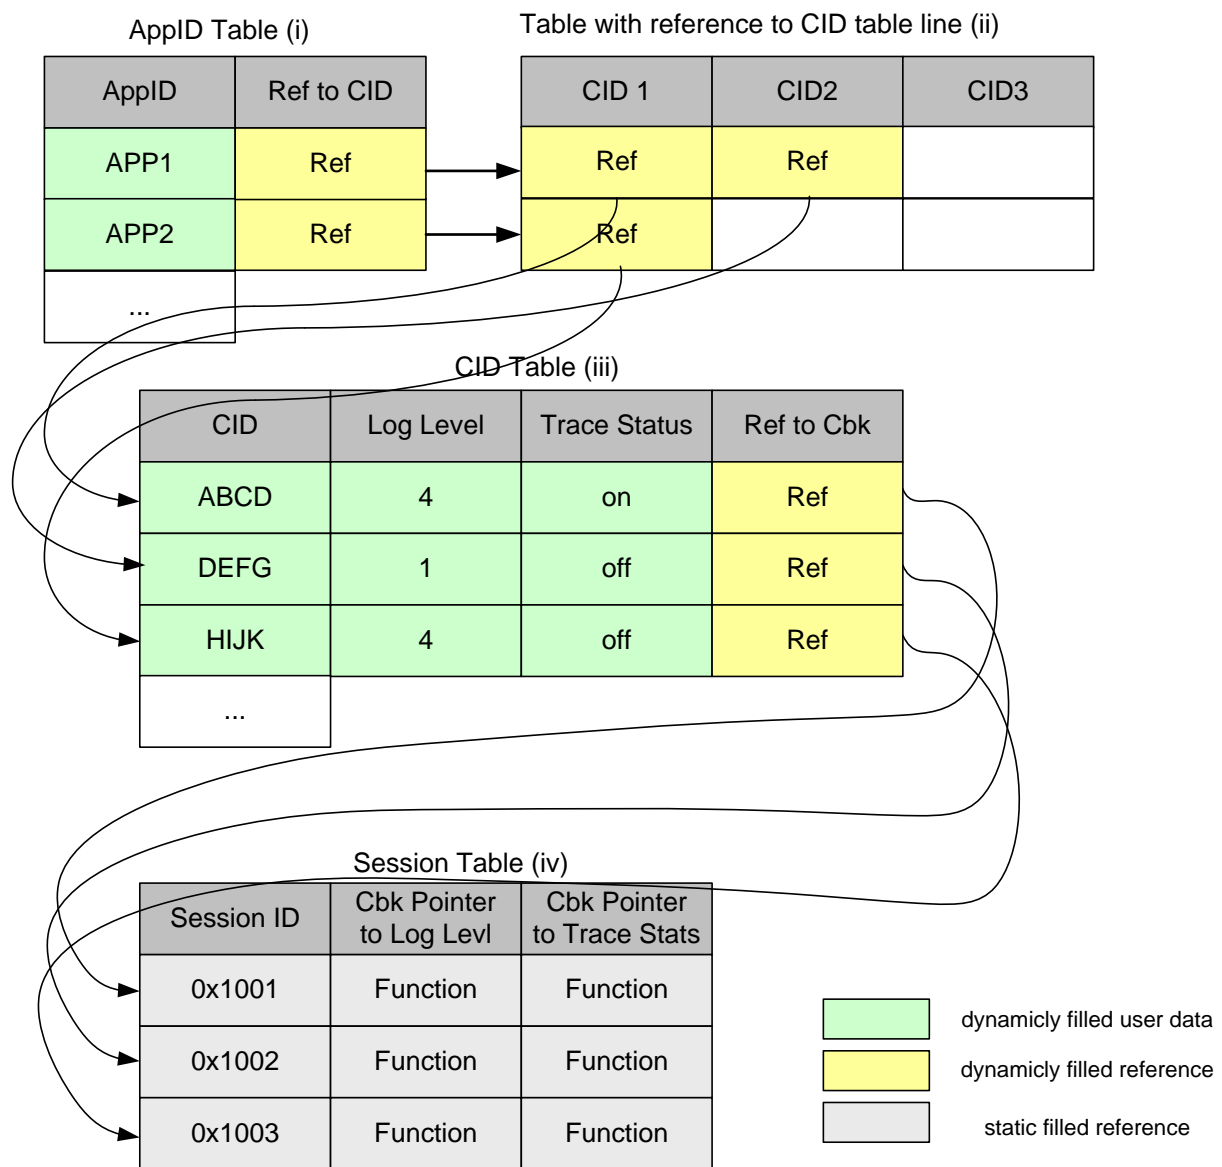 AppID Table (i)
Table with reference to CID table line (ii)
AppID Ref to CID
APP1 Ref
APP2 Ref
...
CID 1 CID2 CID3
Ref Ref
Ref
CID Table (iii)
CID Log Level Trace Status Ref to Cbk
ABCD 4 on Ref
DEFG 1 off Ref
HIJK 4 off Ref
...
Session Table (iv)
Session ID
Cbk Pointer
to Log Levl
Cbk Pointer
to Trace Stats
0x1001 Function Function
0x1002 Function Function
0x1003 Function Function
dynamicly filled user data
dynamicly filled reference
static filled reference